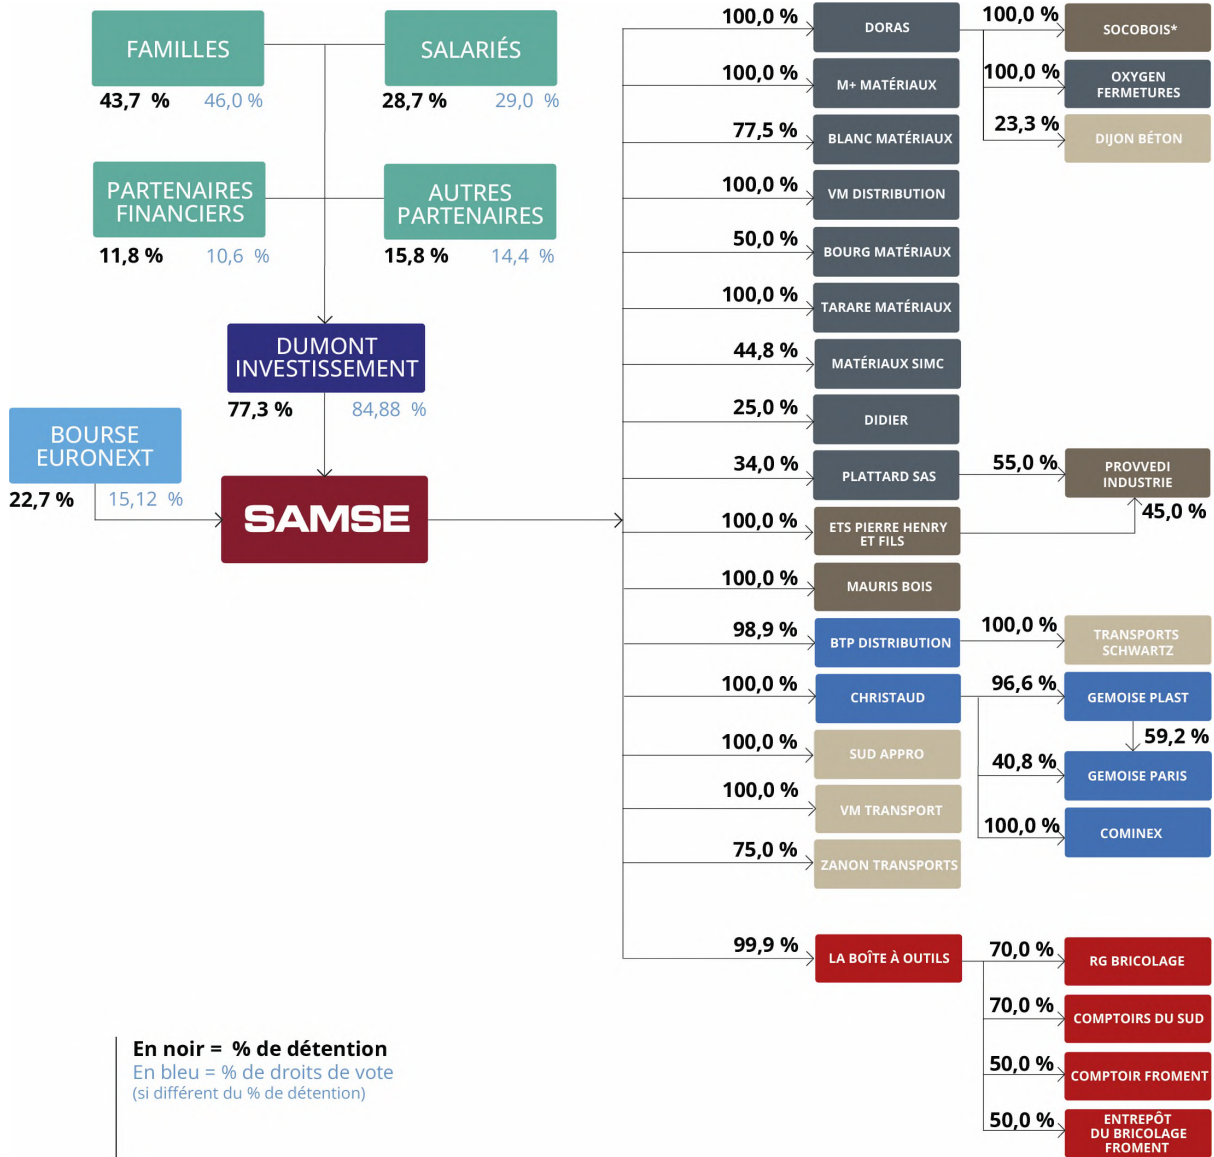 FAMILLES
43,7 % 46,0 %
SALARIÉS
28,7 % 29,0 %
PARTENAIRES
FINANCIERS
11,8 % 10,6 %
AUTRES
PARTENAIRES
15,8 % 14,4 %
DUMONT
INVESTISSEMENT
77,3 % 84,88 %
BOURSE
EURONEXT
22,7 % 15,12 %
SAMSE
100,0 %
DORAS
100,0 %
SOCOBOIS*
100,0 %
OXYGEN
FERMETURES
23,3 %
DIJON BÉTON
100,0 %
M+ MATÉRIAUX
77,5 %
BLANC MATÉRIAUX
100,0 %
VM DISTRIBUTION
50,0 %
BOURG MATÉRIAUX
100,0 %
TARARE MATÉRIAUX
44,8 %
MATÉRIAUX SIMC
25,0 %
DIDIER
34,0 %
PLATTARD SAS
55,0 %
PROVVEDI
INDUSTRIE
45,0 %
100,0 %
ETS PIERRE HENRY
ET FILS
100,0 %
MAURIS BOIS
98,9 %
BTP DISTRIBUTION
100,0 %
TRANSPORTS
SCHWARTZ
100,0 %
CHRISTAUD
96,6 %
GEMOISE PLAST
59,2 %
40,8 %
GEMOISE PARIS
100,0 %
COMINEX
100,0 %
SUD APPRO
100,0 %
VM TRANSPORT
75,0 %
ZANON TRANSPORTS
99,9 %
LA BOÎTE À OUTILS
70,0 %
RG BRICOLAGE
70,0 %
COMPTOIRS DU SUD
50,0 %
COMPTOIR FROMENT
50,0 %
ENTREPÔT
DU BRICOLAGE
FROMENT
En noir = % de détention
En bleu = % de droits de vote
(si différent du % de détention)